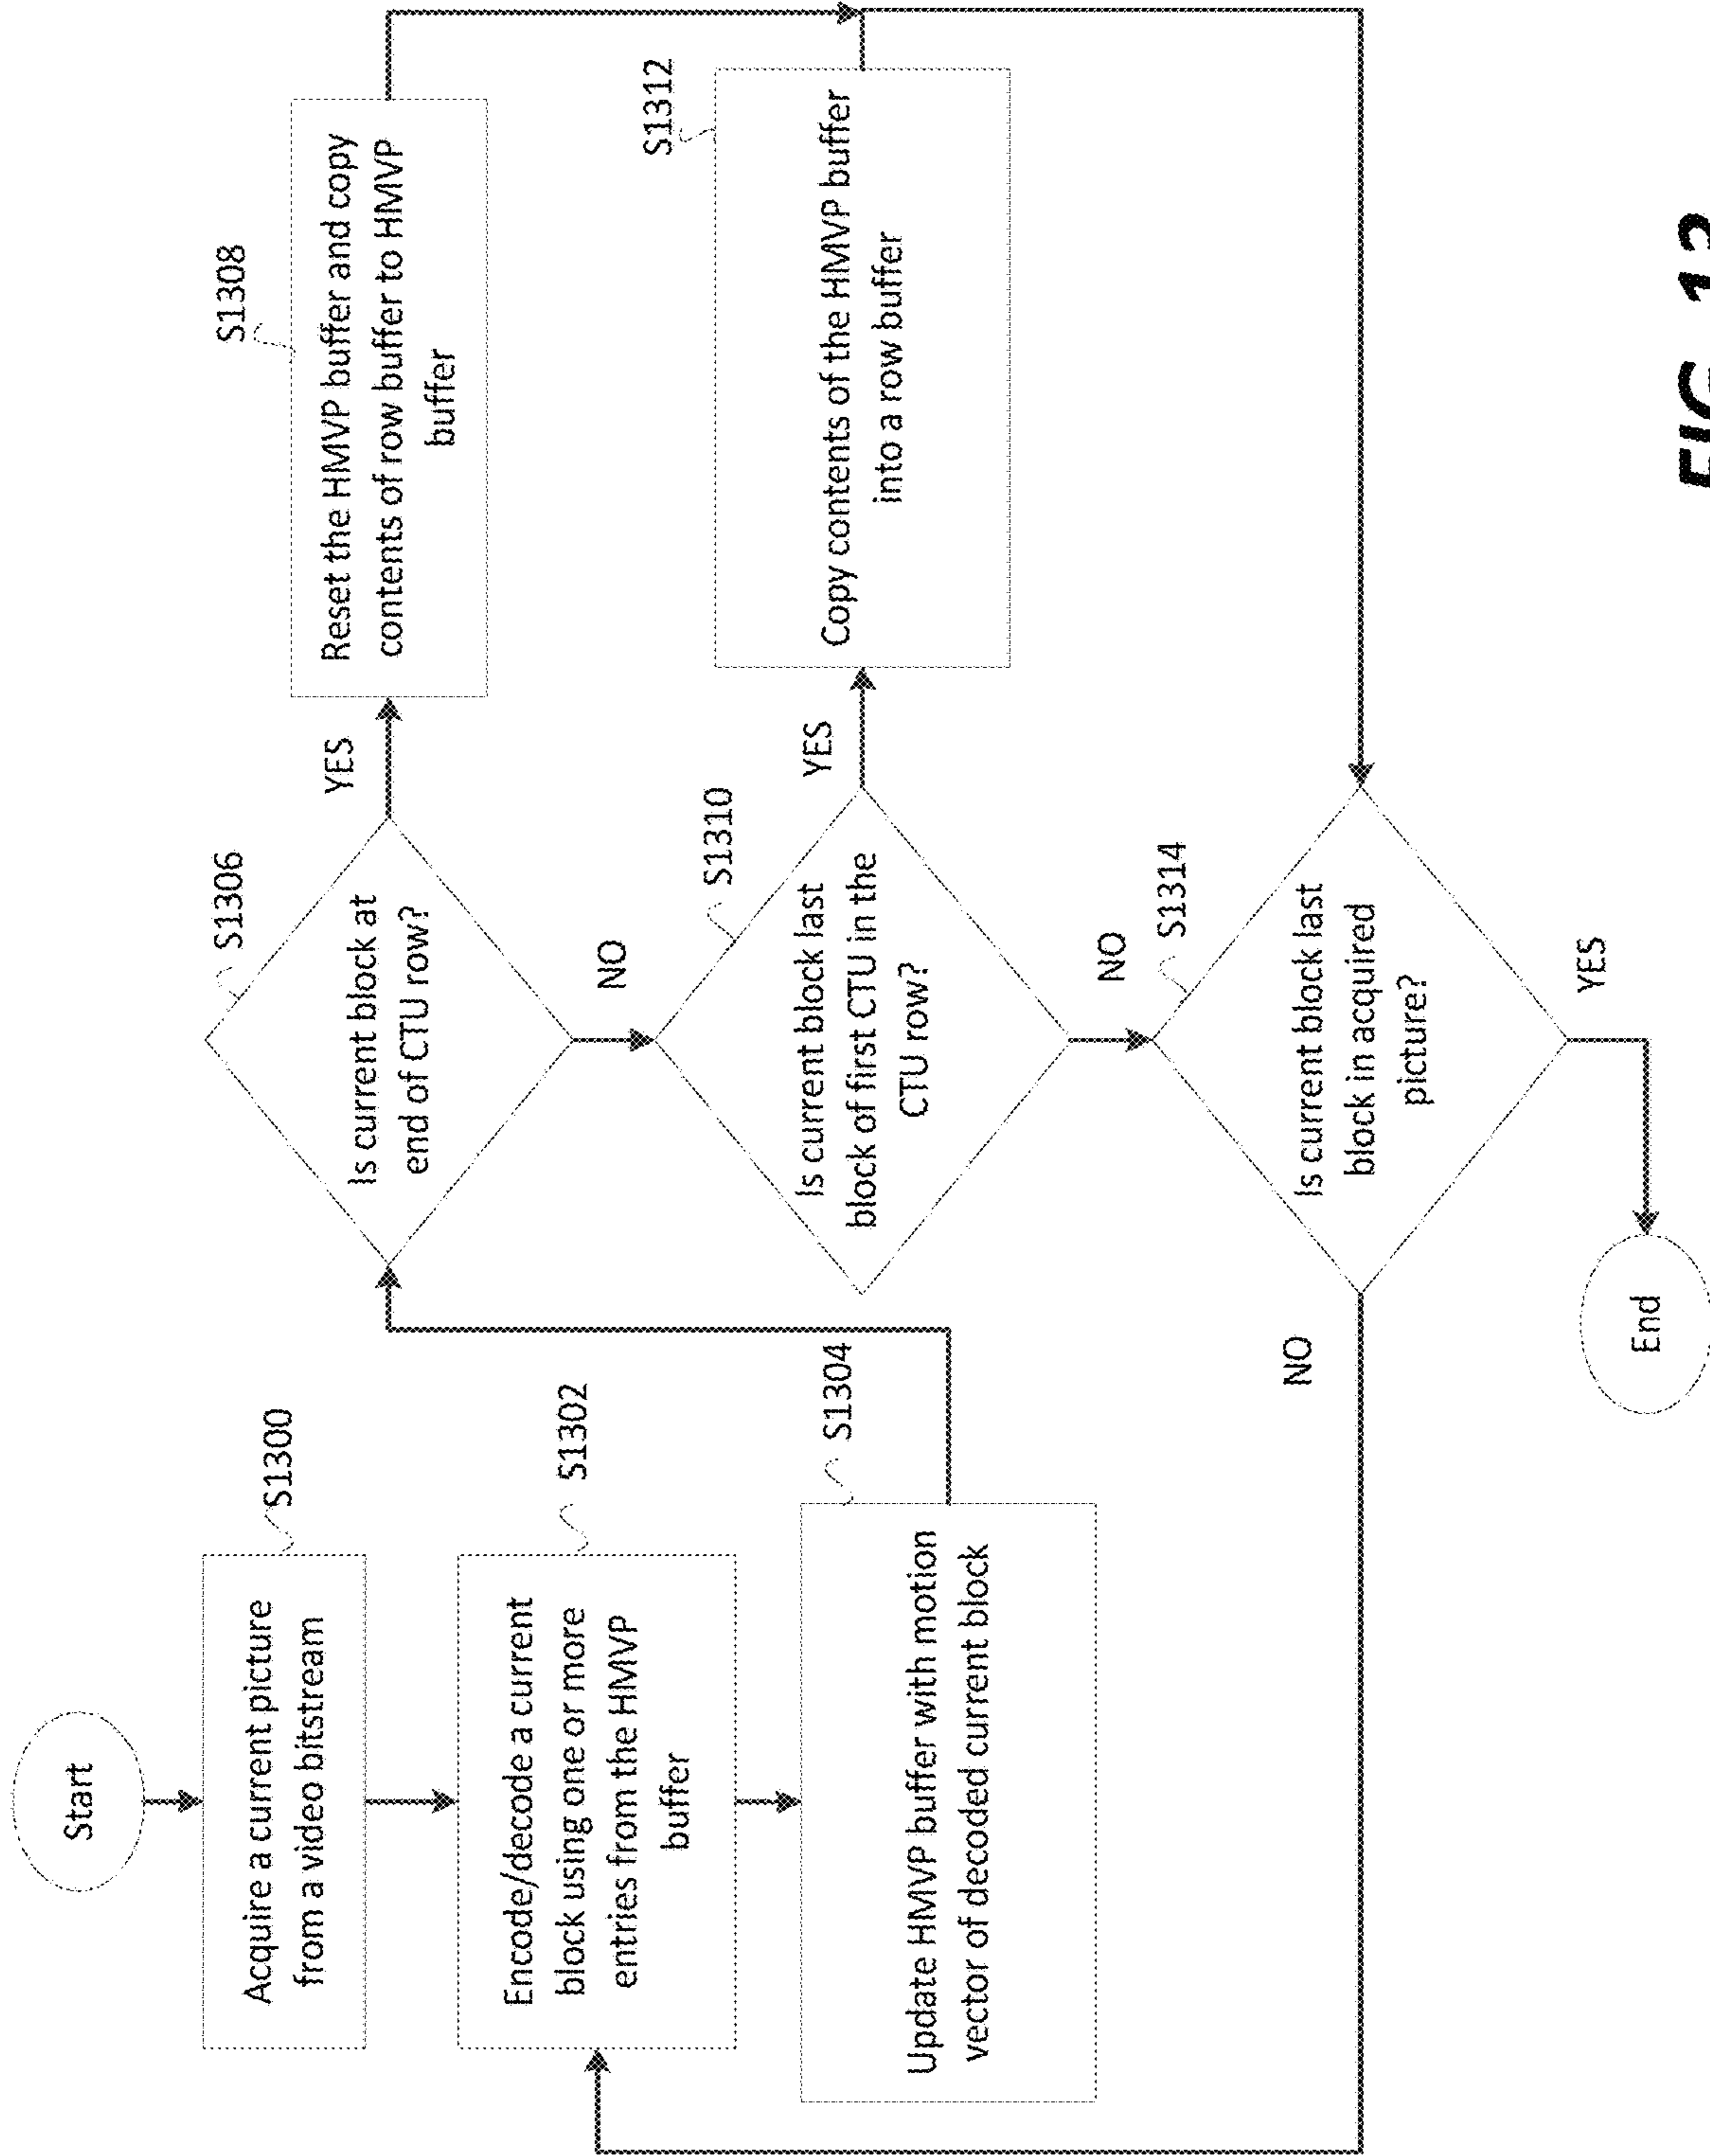 Start
Acquire a current picture
from a video bitstream
S1300
Encode/decode a current
block using one or more
entries from the HMVP
buffer
S1302
Update HMVP buffer with motion
vector of decoded current block
S1304
Is current block at
end of CTU row?
S1306
YES
NO
Reset the HMVP buffer and copy
contents of row buffer to HMVP
buffer
S1308
Is current block last
block of first CTU in the
CTU row?
S1310
YES
NO
Copy contents of the HMVP buffer
into a row buffer
S1312
Is current block last
block in acquired
picture?
S1314
NO
YES
End
FIG